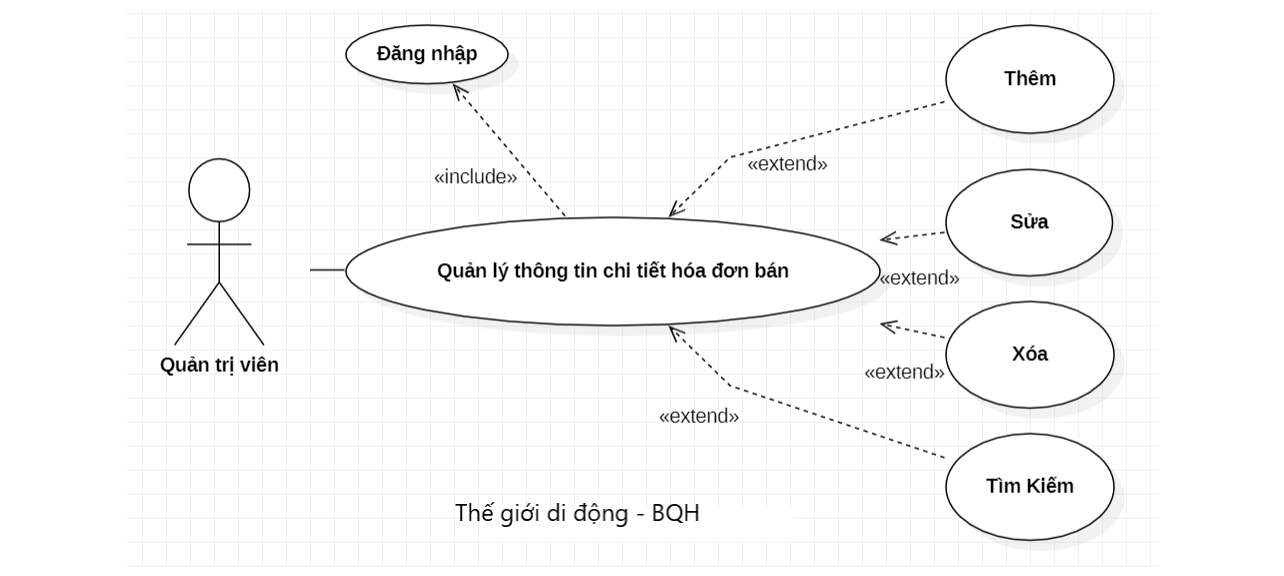 Đăng nhập
Thêm
«include»
«extend»
Sửa
Quản lý thông tin chi tiết hóa đơn bán
«extend»
Xóa
Quản trị viên
«extend»
«extend»
Tìm Kiếm
Thế giới di động - BQH